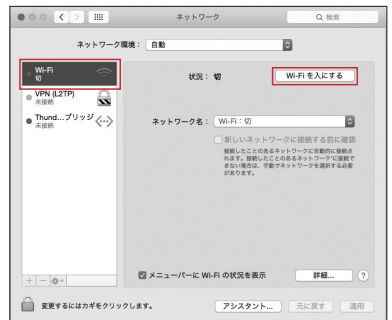 ネットワーク
検索
ネットワーク環境： 自動
Wi-Fi
切
VPN (L2TP)
未接続
Thund...ブリッジ
未接続
状況： 切
Wi-Fi を入にする
ネットワーク名： Wi-Fi：切
新しいネットワークに接続する前に確認
接続したことのあるネットワークに自動的に接続さ
れます。接続したことのあるネットワークに接続で
きない場合は、手動でネットワークを選択する必要
があります。
メニューバーに Wi-Fi の状況を表示
詳細...
?
変更するにはカギをクリックします。
アシスタント...
元に戻す
適用